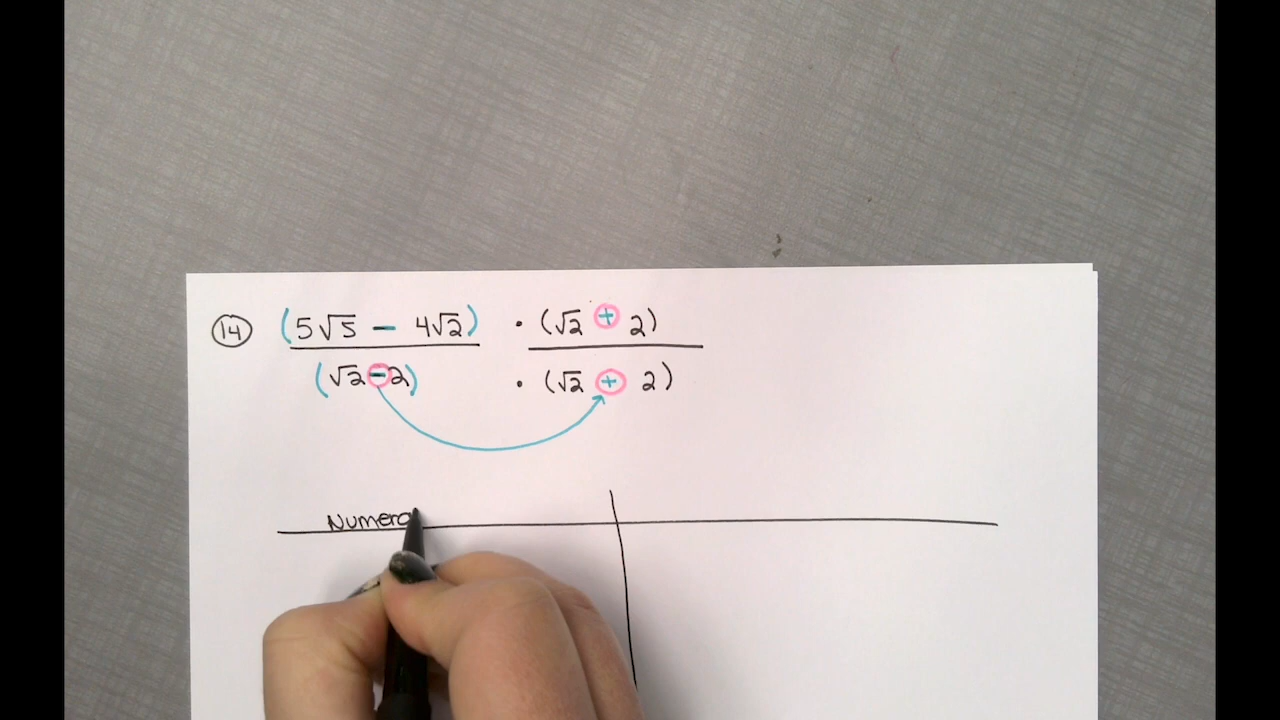 14 (5√5 − 4√2) · (√2 + 2)
(√2 − 2) · (√2 + 2)
Numera